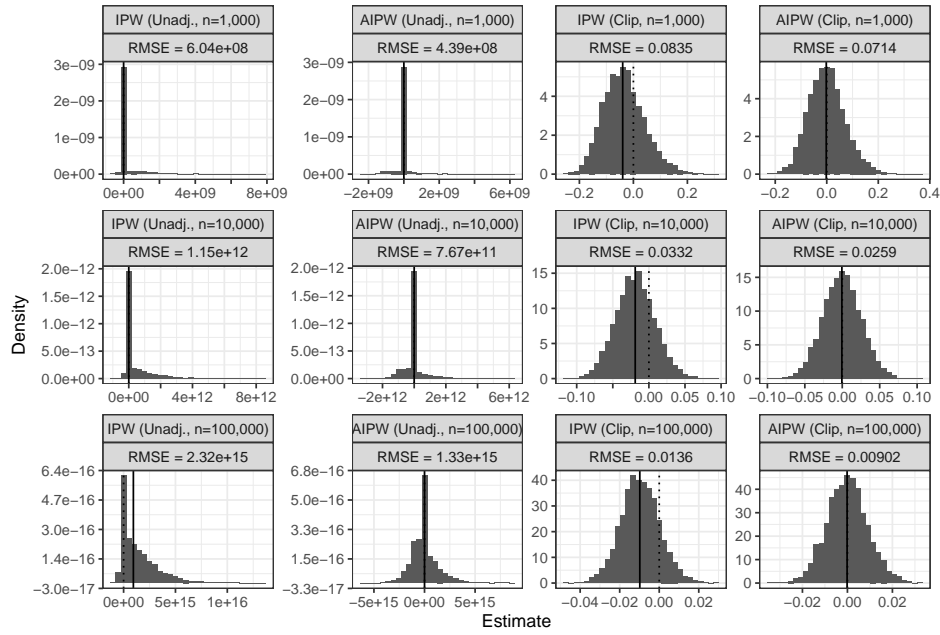 IPW (Unadj., n=1,000)
RMSE = 6.04e+08
3e−09
2e−09
1e−09
0e+00
0e+00 4e+09 8e+09
AIPW (Unadj., n=1,000)
RMSE = 4.39e+08
3e−09
2e−09
1e−09
0e+00
−2e+09 2e+09 6e+09
IPW (Clip, n=1,000)
RMSE = 0.0835
4
2
0
−0.2 0.0 0.2
AIPW (Clip, n=1,000)
RMSE = 0.0714
4
2
0
−0.2 0.0 0.2 0.4
IPW (Unadj., n=10,000)
RMSE = 1.15e+12
2.0e−12
1.5e−12
1.0e−12
5.0e−13
0.0e+00
0e+00 4e+12 8e+12
AIPW (Unadj., n=10,000)
RMSE = 7.67e+11
2.0e−12
1.5e−12
1.0e−12
5.0e−13
0.0e+00
−2e+12 2e+12 6e+12
IPW (Clip, n=10,000)
RMSE = 0.0332
15
10
5
0
−0.10 −0.05 0.00 0.05 0.10
AIPW (Clip, n=10,000)
RMSE = 0.0259
15
10
5
0
−0.10 −0.05 0.00 0.05 0.10
IPW (Unadj., n=100,000)
RMSE = 2.32e+15
6.4e−16
4.7e−16
3.0e−16
1.4e−16
−3.0e−17
0e+00 5e+15 1e+16
AIPW (Unadj., n=100,000)
RMSE = 1.33e+15
6.8e−16
5.0e−16
3.3e−16
1.4e−16
−3.3e−17
−5e+15 0e+00 5e+15
IPW (Clip, n=100,000)
RMSE = 0.0136
40
30
20
10
0
−0.04 −0.02 0.00 0.02
AIPW (Clip, n=100,000)
RMSE = 0.00902
40
30
20
10
0
−0.02 0.00 0.02
Density
Estimate